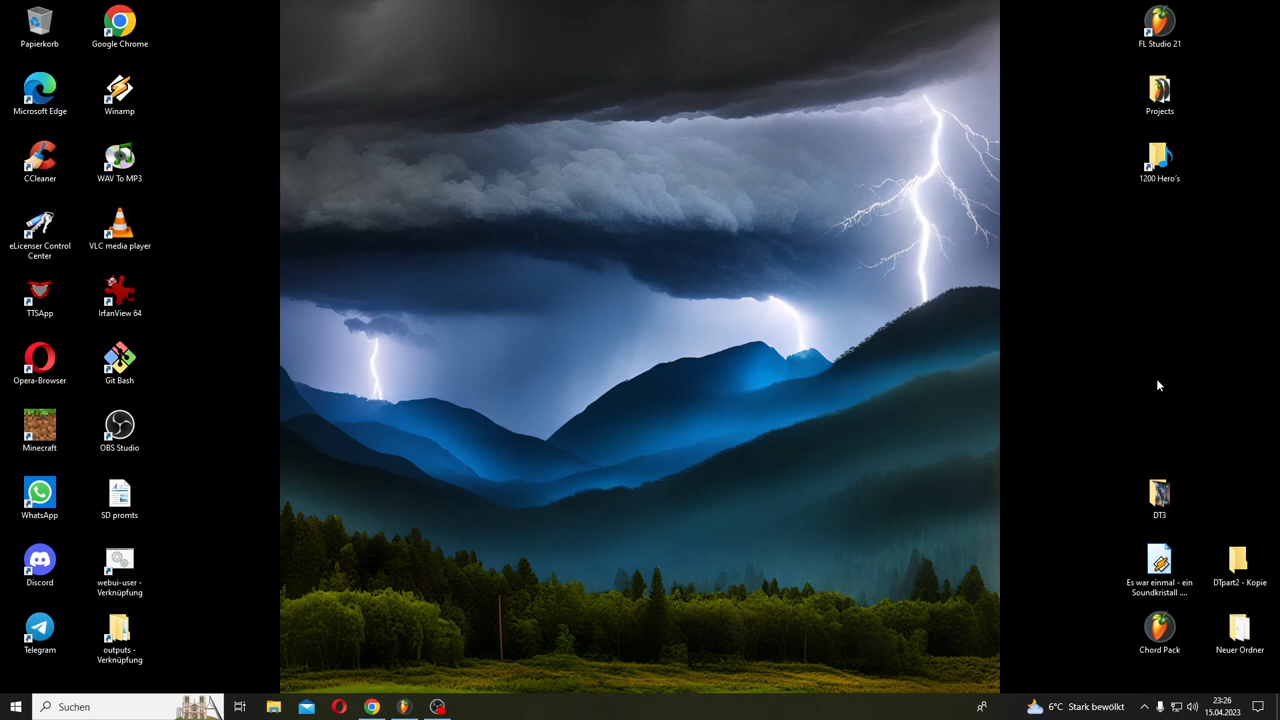 Papierkorb
Google Chrome
Microsoft Edge
Winamp
CCleaner
WAV To MP3
eLicenser Control
Center
VLC media player
TTSApp
IrfanView 64
Opera-Browser
Git Bash
Minecraft
OBS Studio
WhatsApp
SD promts
Discord
webui-user -
Verknüpfung
Telegram
outputs -
Verknüpfung
FL Studio 21
Projects
1200 Hero´s
DT3
Es war einmal - ein
Soundkristall ....
DTpart2 - Kopie
Chord Pack
Neuer Ordner
Suchen
6°C Stark bewölkt
23:26
15.04.2023